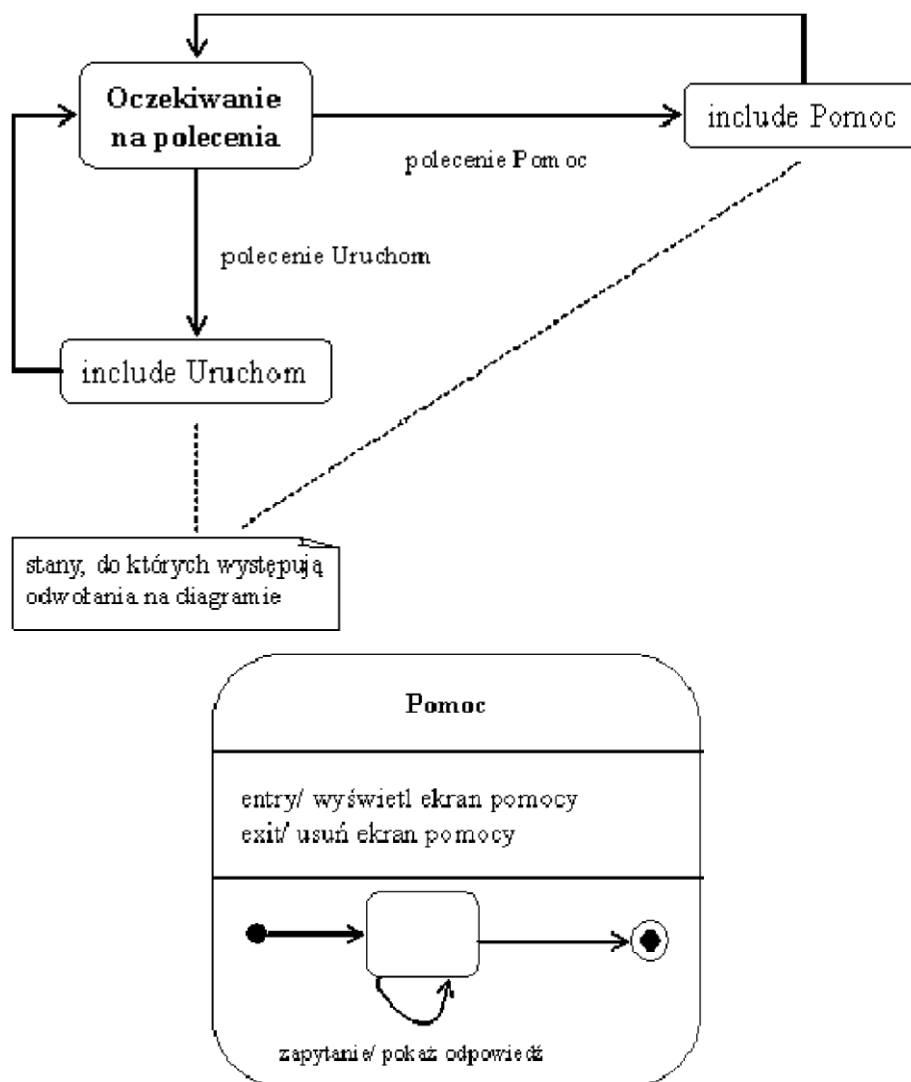 Oczekiwanie
na polecenia
include Pomoc
polecenie Pomoc
polecenie Uruchom
include Uruchom
stany, do których występują
odwołania na diagramie
Pomoc
entry/ wyświetl ekran pomocy
exit/ usuń ekran pomocy
zapytanie/ pokaż odpowiedź